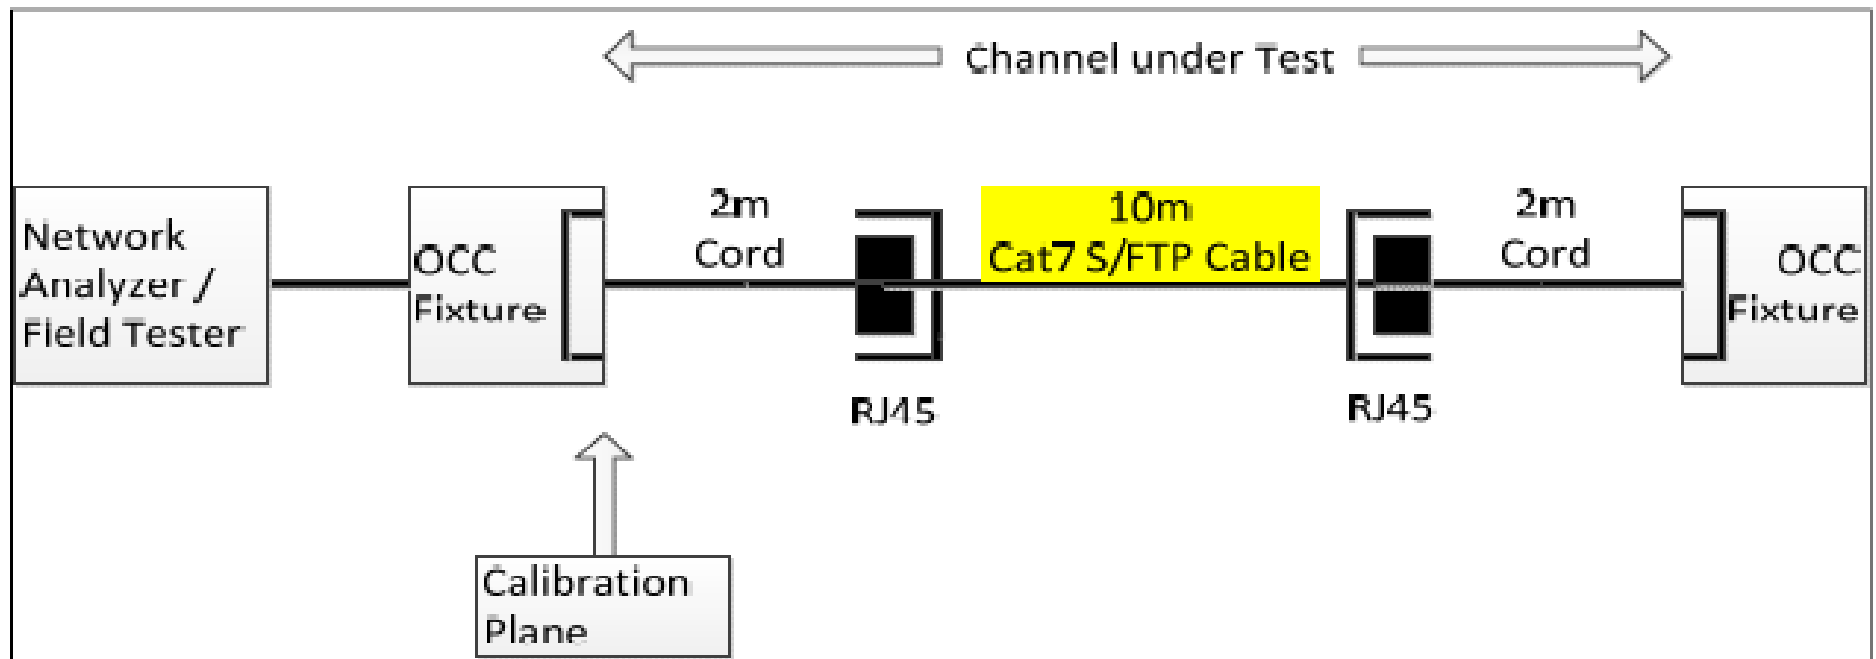 Channel under Test
Network
Analyzer /
Field Tester
OCC
Fixture
2m
Cord
10m
Cat7 S/FTP Cable
2m
Cord
OCC
Fixture
RJ45
RJ45
Calibration
Plane